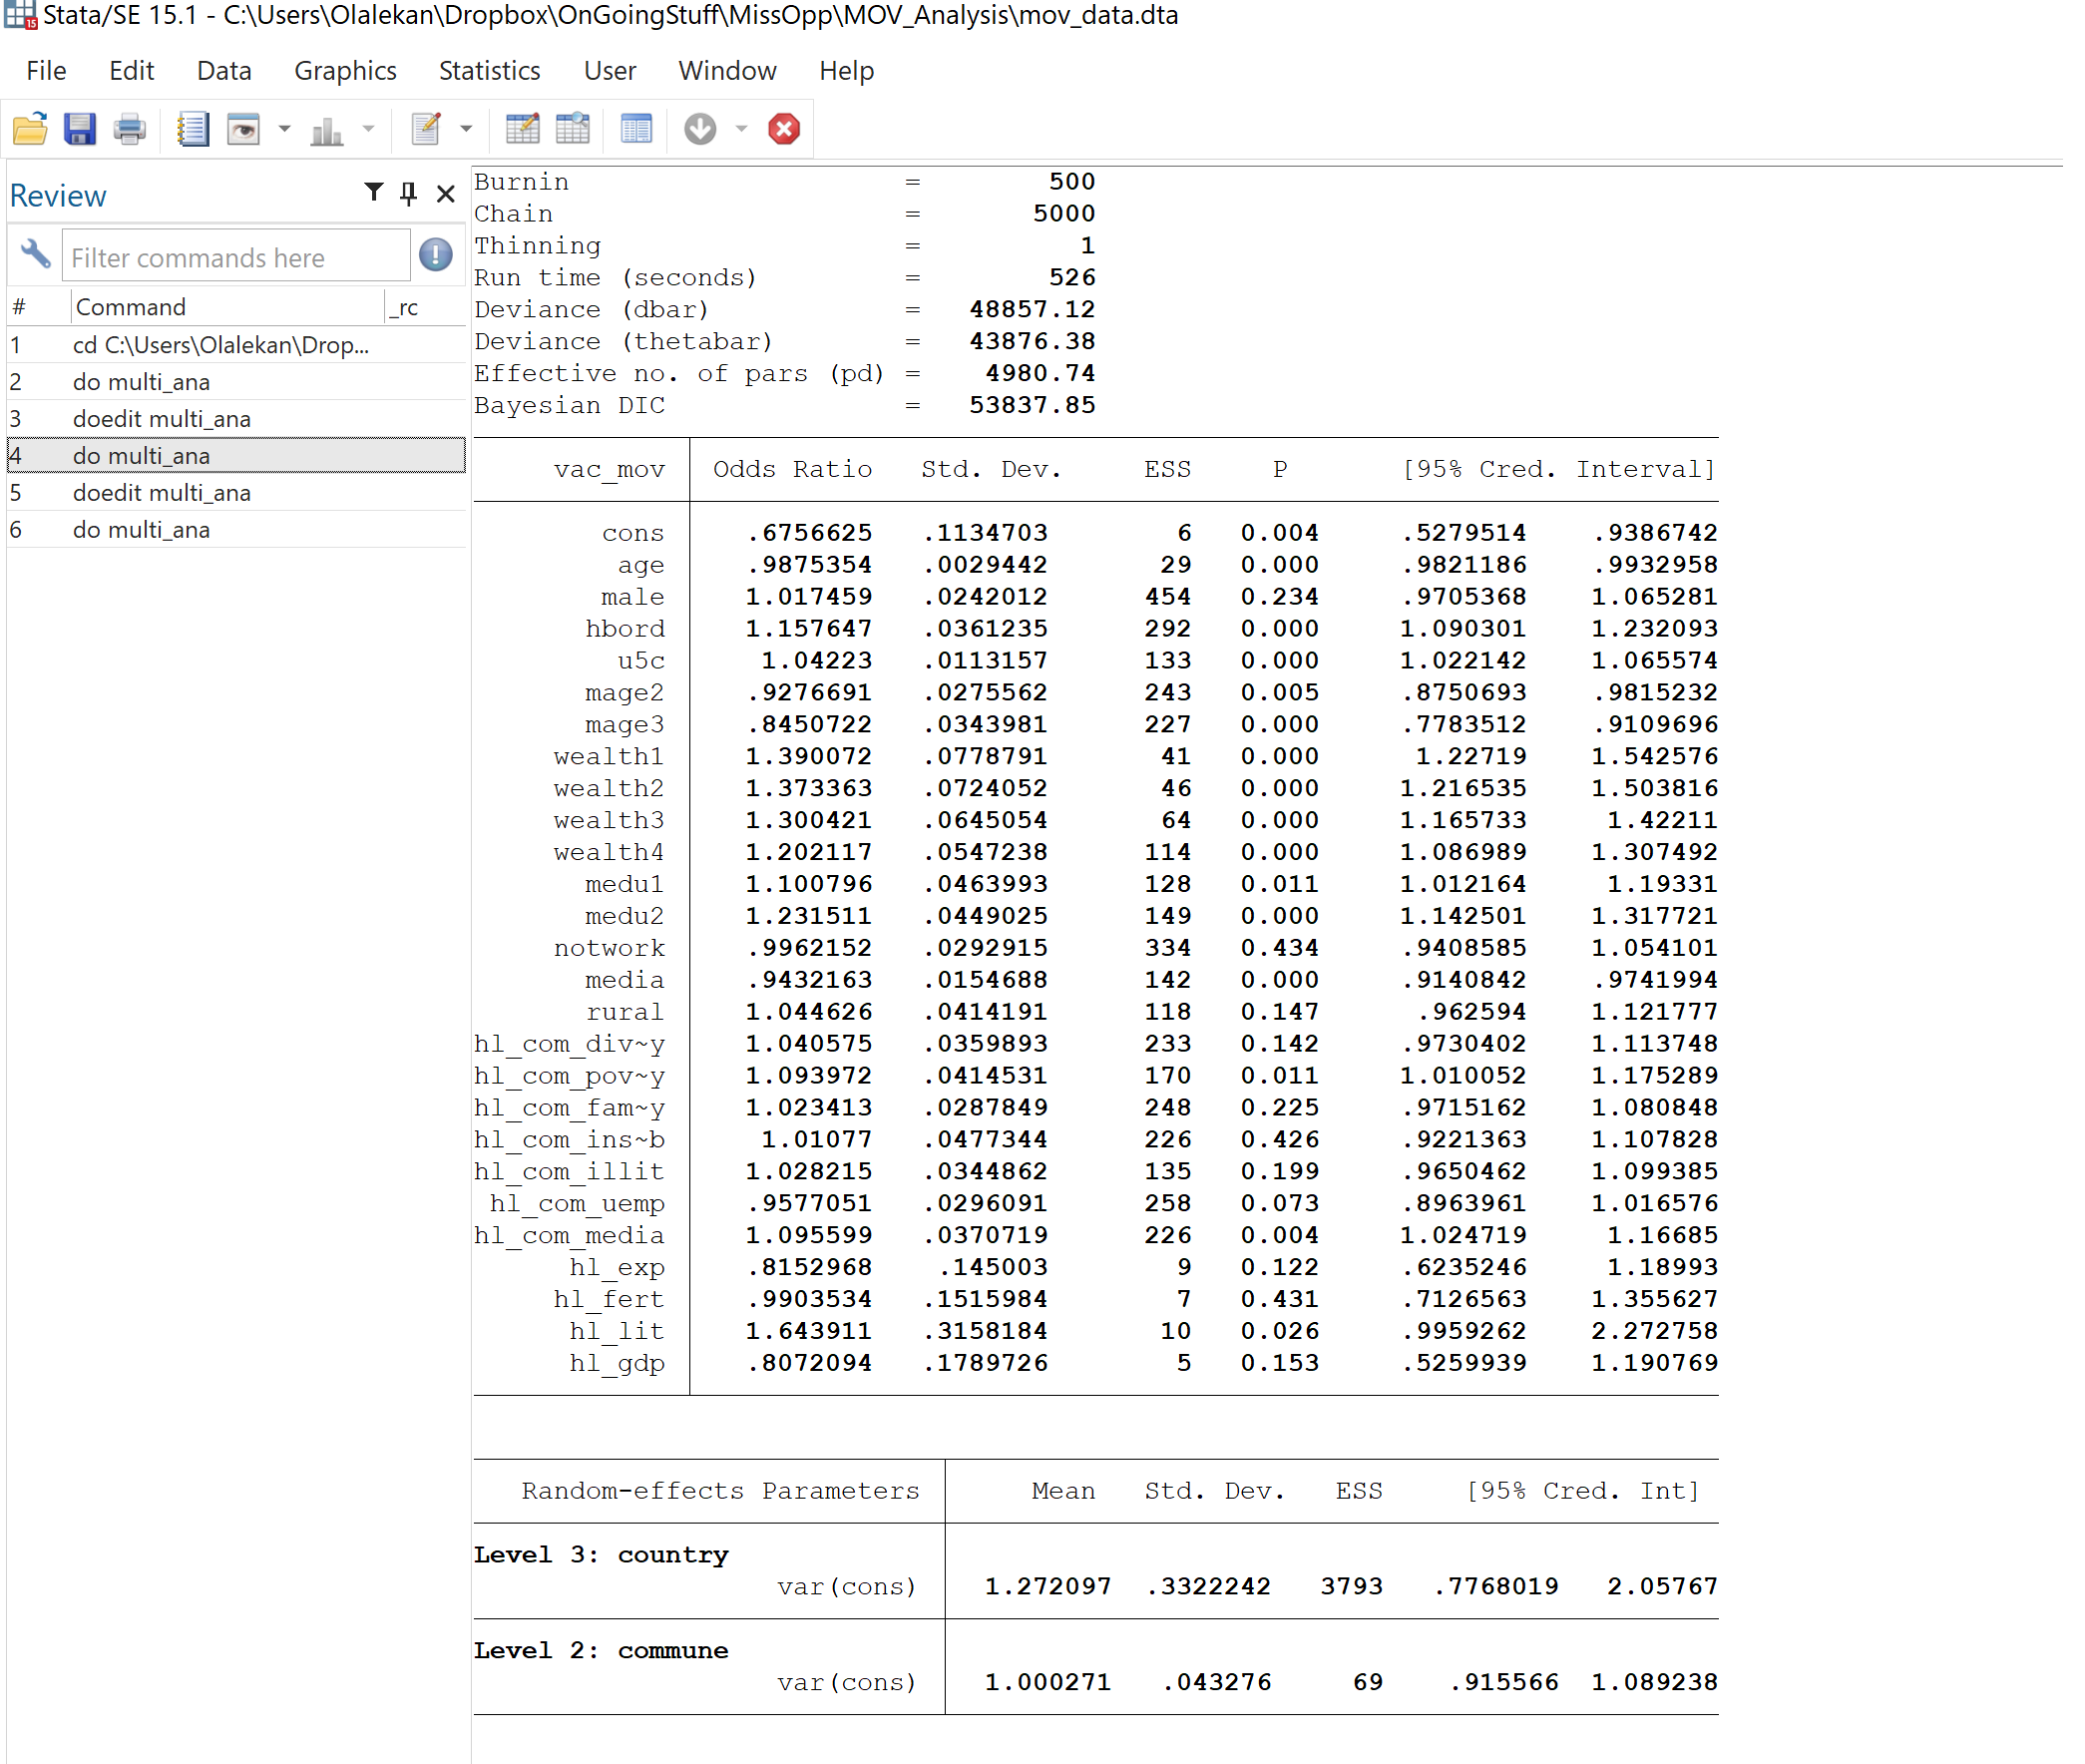 Stata/SE 15.1 - C:\Users\Olalekan\Dropbox\OnGoingStuff\MissOpp\MOV_Analysis\mov_data.dta
File Edit Data Graphics Statistics User Window Help
Review
Filter commands here
# Command _rc
1 cd C:\Users\Olalekan\Drop...
2 do multi_ana
3 doedit multi_ana
4 do multi_ana
5 doedit multi_ana
6 do multi_ana
Burnin = 500
Chain = 5000
Thinning = 1
Run time (seconds) = 526
Deviance (dbar) = 48857.12
Deviance (thetabar) = 43876.38
Effective no. of pars (pd) = 4980.74
Bayesian DIC = 53837.85
vac_mov Odds Ratio Std. Dev. ESS P [95% Cred. Interval]
cons .6756625 .1134703 6 0.004 .5279514 .9386742
age .9875354 .0029442 29 0.000 .9821186 .9932958
male 1.017459 .0242012 454 0.234 .9705368 1.065281
hbord 1.157647 .0361235 292 0.000 1.090301 1.232093
u5c 1.04223 .0113157 133 0.000 1.022142 1.065574
mage2 .9276691 .0275562 243 0.005 .8750693 .9815232
mage3 .8450722 .0343981 227 0.000 .7783512 .9109696
wealth1 1.390072 .0778791 41 0.000 1.22719 1.542576
wealth2 1.373363 .0724052 46 0.000 1.216535 1.503816
wealth3 1.300421 .0645054 64 0.000 1.165733 1.42211
wealth4 1.202117 .0547238 114 0.000 1.086989 1.307492
medu1 1.100796 .0463993 128 0.011 1.012164 1.19331
medu2 1.231511 .0449025 149 0.000 1.142501 1.317721
notwork .9962152 .0292915 334 0.434 .9408585 1.054101
media .9432163 .0154688 142 0.000 .9140842 .9741994
rural 1.044626 .0414191 118 0.147 .962594 1.121777
hl_com_div~y 1.040575 .0359893 233 0.142 .9730402 1.113748
hl_com_pov~y 1.093972 .0414531 170 0.011 1.010052 1.175289
hl_com_fam~y 1.023413 .0287849 248 0.225 .9715162 1.080848
hl_com_ins~b 1.01077 .0477344 226 0.426 .9221363 1.107828
hl_com_illit 1.028215 .0344862 135 0.199 .9650462 1.099385
hl_com_uemp .9577051 .0296091 258 0.073 .8963961 1.016576
hl_com_media 1.095599 .0370719 226 0.004 1.024719 1.16685
hl_exp .8152968 .145003 9 0.122 .6235246 1.18993
hl_fert .9903534 .1515984 7 0.431 .7126563 1.355627
hl_lit 1.643911 .3158184 10 0.026 .9959262 2.272758
hl_gdp .8072094 .1789726 5 0.153 .5259939 1.190769
Random-effects Parameters Mean Std. Dev. ESS [95% Cred. Int]
Level 3: country
var(cons) 1.272097 .3322242 3793 .7768019 2.05767
Level 2: commune
var(cons) 1.000271 .043276 69 .915566 1.089238